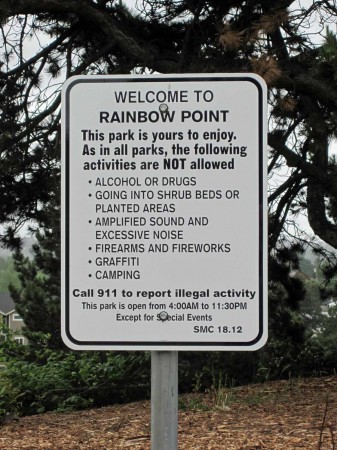 WELCOME TO
RAINBOW POINT
This park is yours to enjoy.
As in all parks, the following
activities are NOT allowed
• ALCOHOL OR DRUGS
• GOING INTO SHRUB BEDS OR
PLANTED AREAS
• AMPLIFIED SOUND AND
EXCESSIVE NOISE
• FIREARMS AND FIREWORKS
• GRAFFITI
• CAMPING
Call 911 to report illegal activity
This park is open from 4:00AM to 11:30PM
Except for Special Events
SMC 18.12